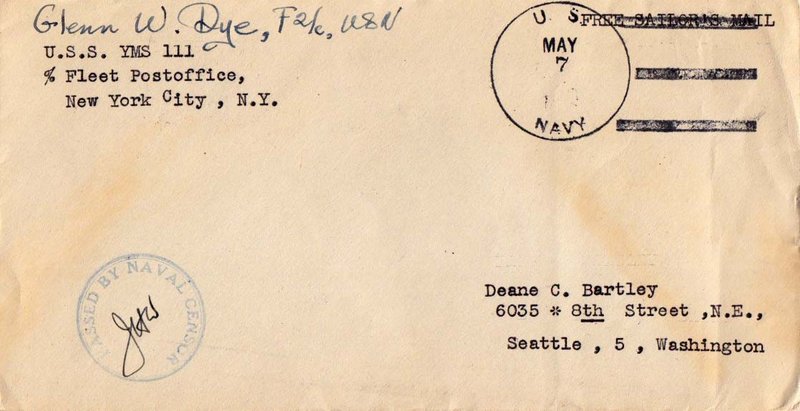 Glenn W. Dye, F2/c, USN
U.S.S. YMS 111
% Fleet Postoffice,
New York City , N.Y.
U. S.
MAY
7
NAVY
FREE SAILOR'S MAIL
PASSED BY NAVAL CENSOR
Deane C. Bartley
6035 * 8th Street ,N.E.,
Seattle , 5 , Washington